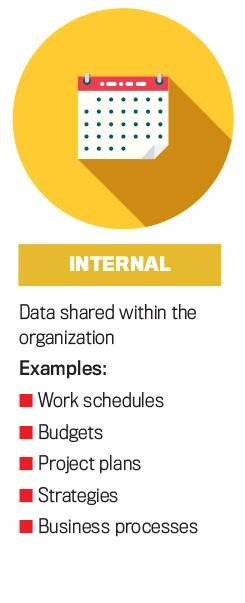 INTERNAL
Data shared within the
organization
Examples:
Work schedules
Budgets
Project plans
Strategies
Business processes